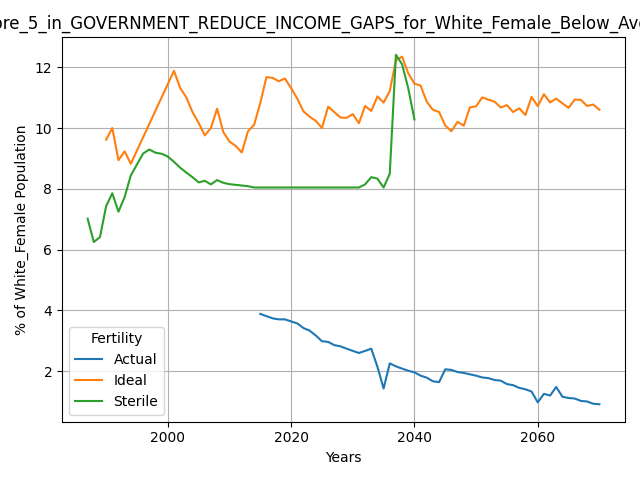 ore_5_in_GOVERNMENT_REDUCE_INCOME_GAPS_for_White_Female_Below_Ave
12
10
8
6
4
2
% of White_Female Population
Fertility
Actual
Ideal
Sterile
2000
2020
2040
2060
Years